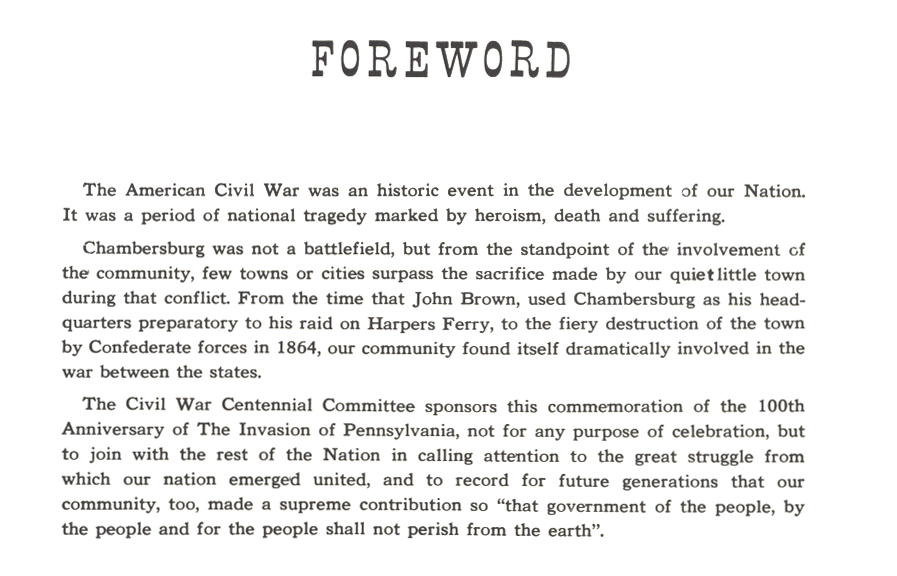 FOREWORD
The American Civil War was an historic event in the development of our Nation.
It was a period of national tragedy marked by heroism, death and suffering.
Chambersburg was not a battlefield, but from the standpoint of the involvement of
the community, few towns or cities surpass the sacrifice made by our quiet little town
during that conflict. From the time that John Brown, used Chambersburg as his head-
quarters preparatory to his raid on Harpers Ferry, to the fiery destruction of the town
by Confederate forces in 1864, our community found itself dramatically involved in the
war between the states.
The Civil War Centennial Committee sponsors this commemoration of the 100th
Anniversary of The Invasion of Pennsylvania, not for any purpose of celebration, but
to join with the rest of the Nation in calling attention to the great struggle from
which our nation emerged united, and to record for future generations that our
community, too, made a supreme contribution so “that government of the people, by
the people and for the people shall not perish from the earth”.